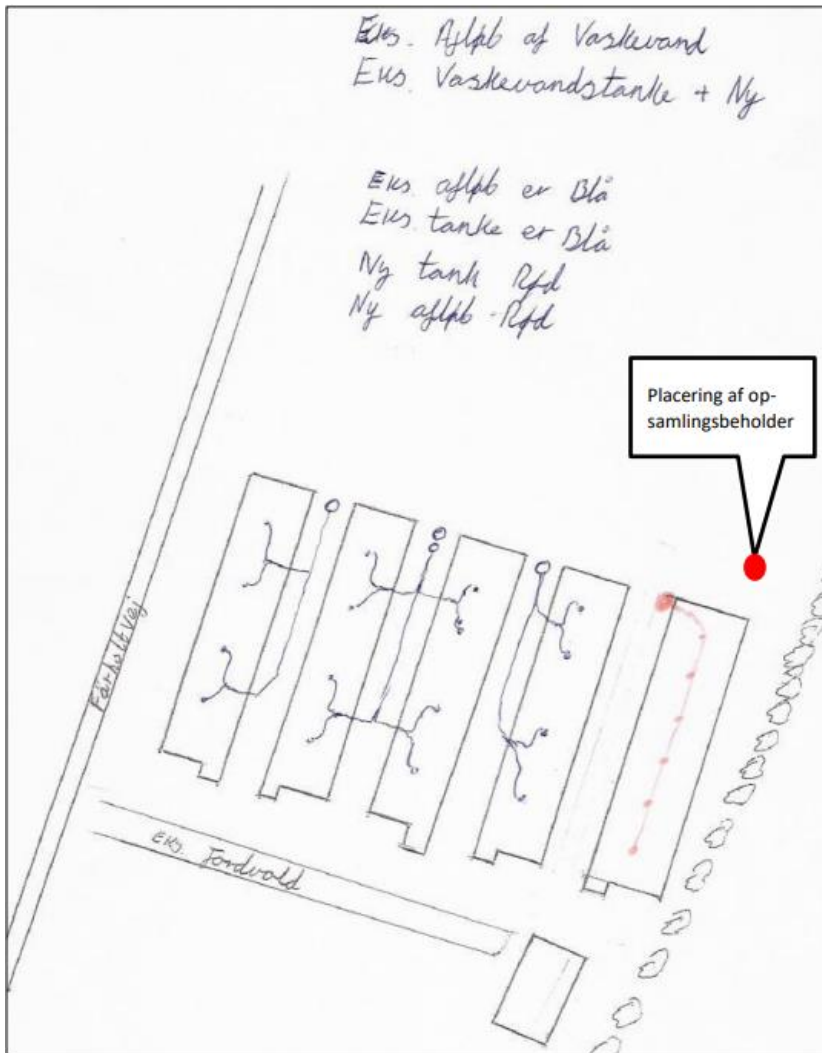 Eks. Afløb af Vaskevand
Eks. Vaskevandstanke + Ny
Eks. afløb er Blå
Eks. tanke er Blå
Ny tank Rød
Ny afløb - Rød
Placering af op-
samlingsbeholder
Fårholtvej
Eks. Jordvold